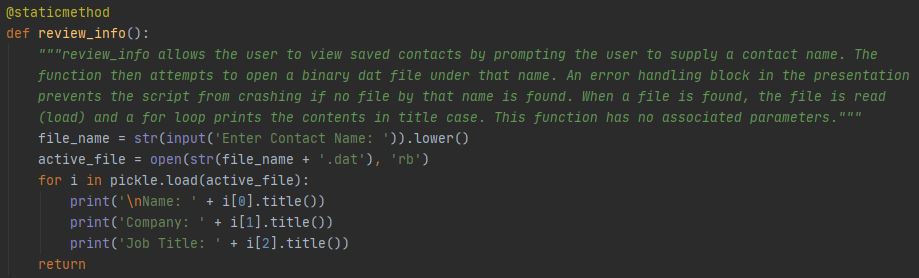 @staticmethod
def review_info():
    """review_info allows the user to view saved contacts by prompting the user to supply a contact name. The
    function then attempts to open a binary dat file under that name. An error handling block in the presentation
    prevents the script from crashing if no file by that name is found. When a file is found, the file is read
    (load) and a for loop prints the contents in title case. This function has no associated parameters."""
    file_name = str(input('Enter Contact Name: ')).lower()
    active_file = open(str(file_name + '.dat'), 'rb')
    for i in pickle.load(active_file):
        print('\nName: ' + i[0].title())
        print('Company: ' + i[1].title())
        print('Job Title: ' + i[2].title())
    return